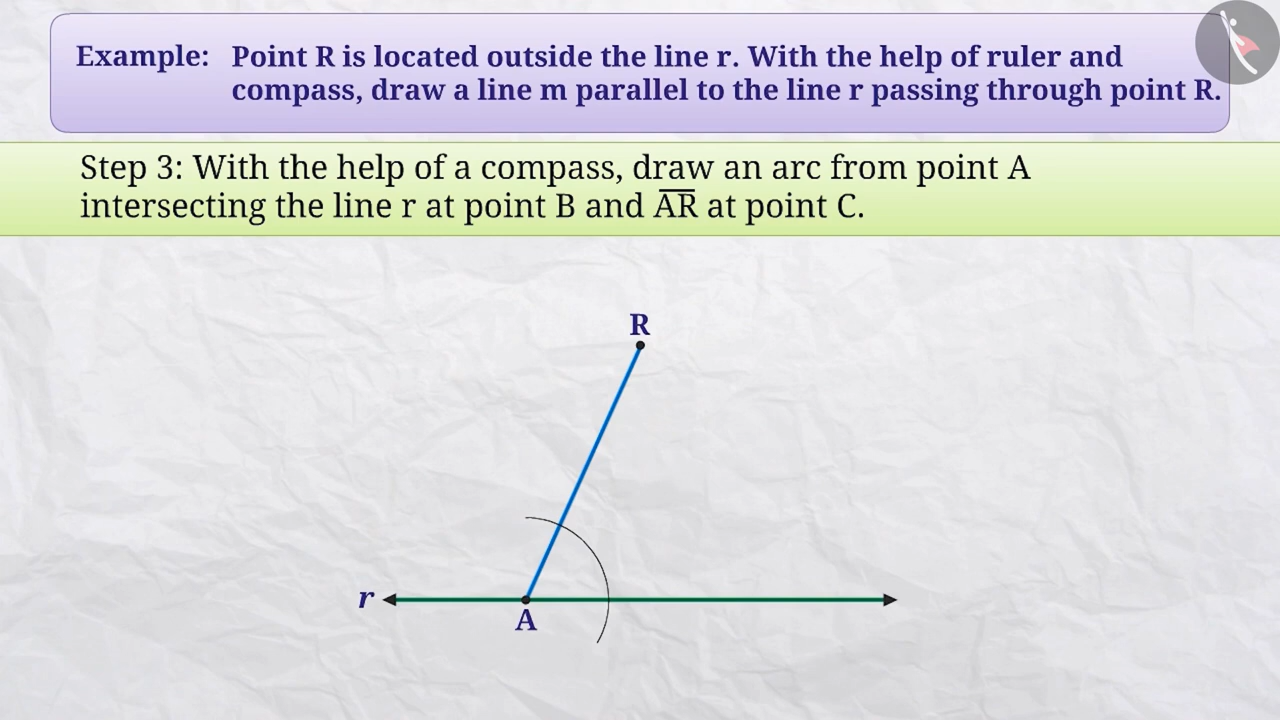 Example: Point R is located outside the line r. With the help of ruler and
compass, draw a line m parallel to the line r passing through point R.
Step 3: With the help of a compass, draw an arc from point A
intersecting the line r at point B and A̅R̅ at point C.
R
r
A